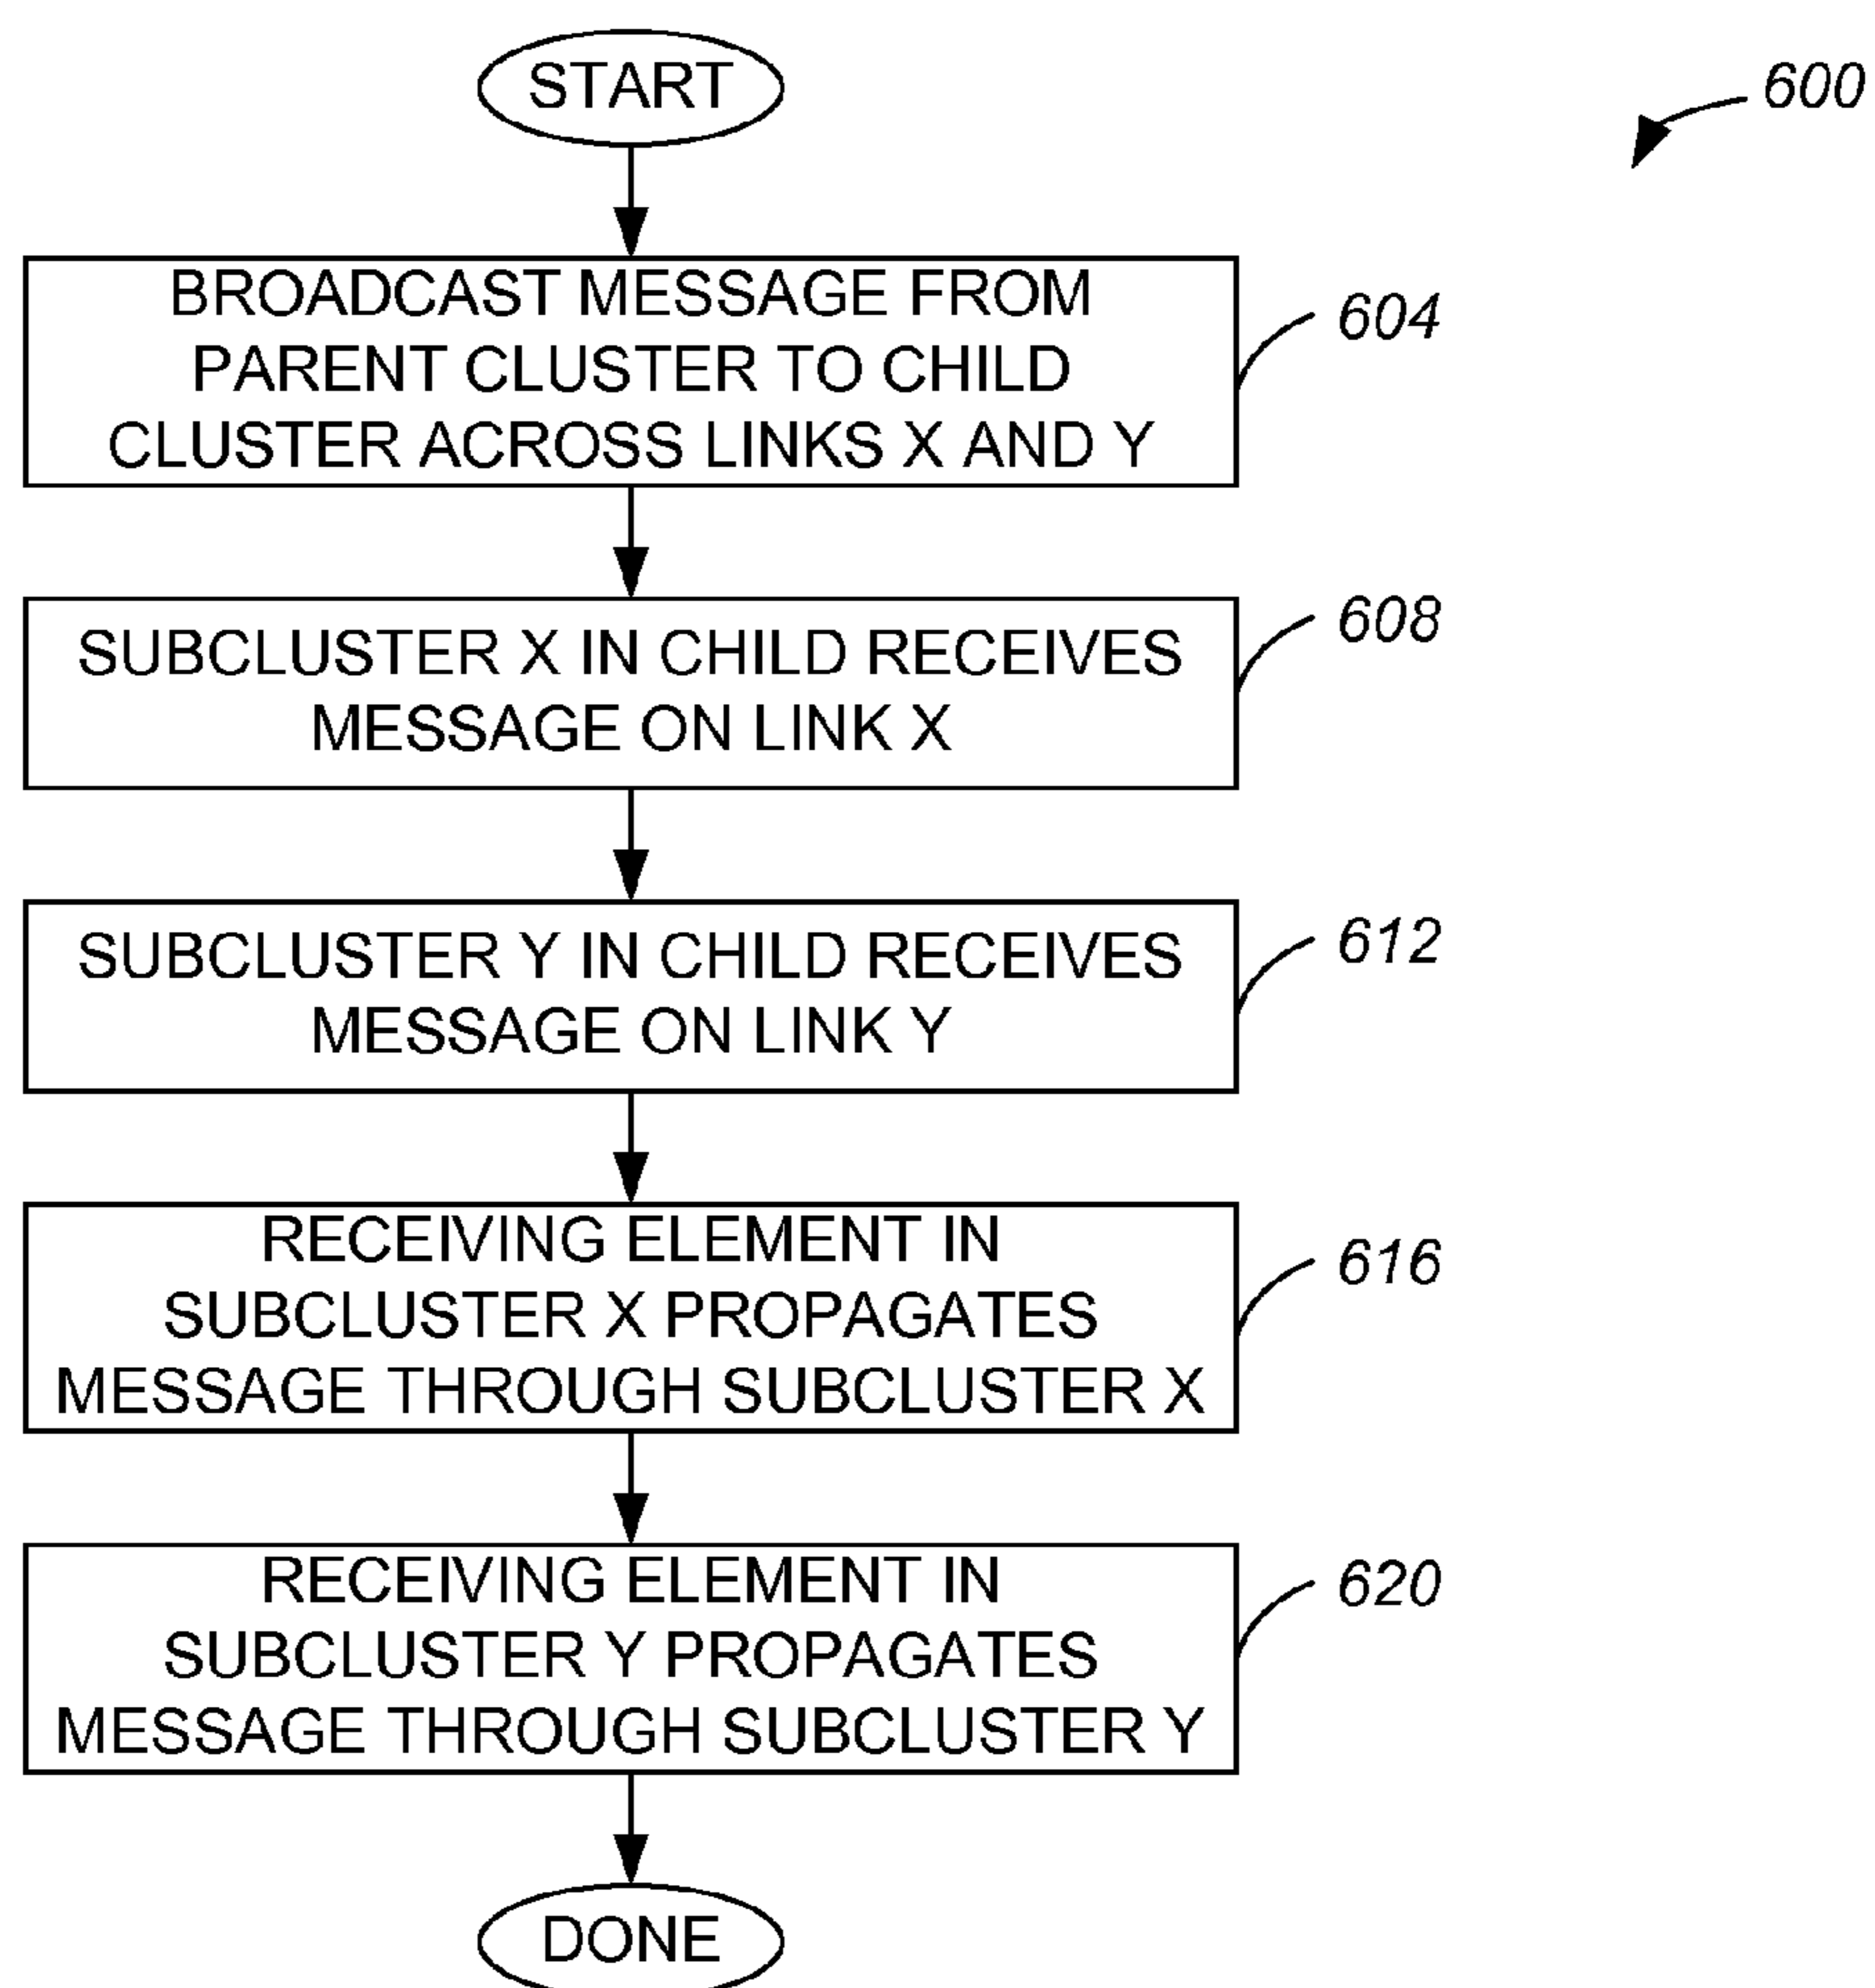 START
600
BROADCAST MESSAGE FROM
PARENT CLUSTER TO CHILD
CLUSTER ACROSS LINKS X AND Y
604
SUBCLUSTER X IN CHILD RECEIVES
MESSAGE ON LINK X
608
SUBCLUSTER Y IN CHILD RECEIVES
MESSAGE ON LINK Y
612
RECEIVING ELEMENT IN
SUBCLUSTER X PROPAGATES
MESSAGE THROUGH SUBCLUSTER X
616
RECEIVING ELEMENT IN
SUBCLUSTER Y PROPAGATES
MESSAGE THROUGH SUBCLUSTER Y
620
DONE